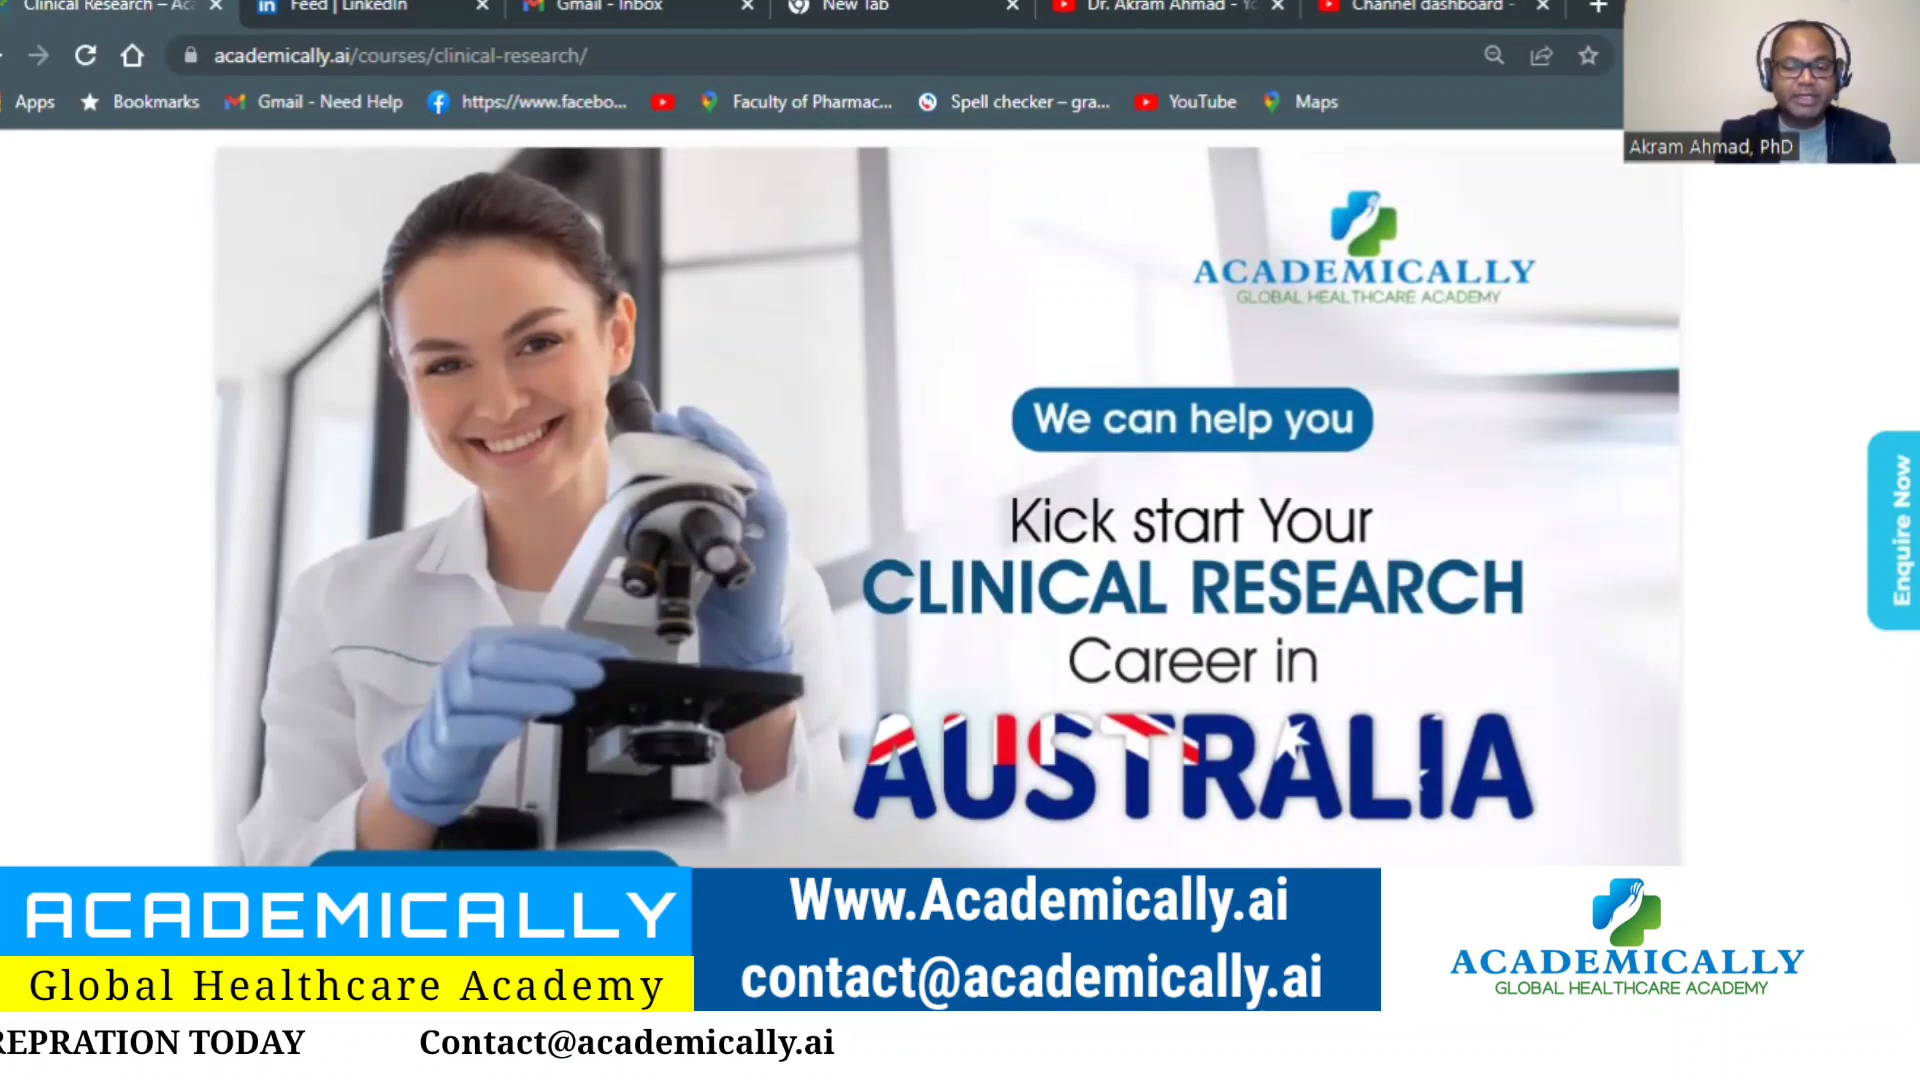 Clinical Research – Ac
Feed | LinkedIn
Gmail - Inbox
New Tab
Dr. Akram Ahmad - Yo
Channel dashboard -
academically.ai/courses/clinical-research/
Apps
Bookmarks
Gmail - Need Help
https://www.facebo...
Faculty of Pharmac...
Spell checker – gra...
YouTube
Maps
Akram Ahmad, PhD
ACADEMICALLY
GLOBAL HEALTHCARE ACADEMY
We can help you
Kick start Your
CLINICAL RESEARCH
Career in
AUSTRALIA
Enquire Now
ACADEMICALLY
Global Healthcare Academy
Www.Academically.ai
contact@academically.ai
ACADEMICALLY
GLOBAL HEALTHCARE ACADEMY
REPRATION TODAY
Contact@academically.ai